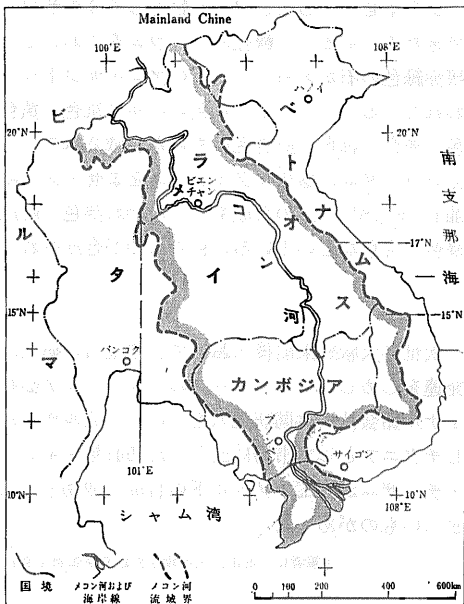 Mainland Chine
100°E
108°E
ハノイ
ベトナム
ビルマ
20°N
20°N
ラオス
ビエン
チャン
メコン河
南支那海
17°N
タイ
15°N
15°N
バンコク
カンボジア
プノンペン
サイゴン
101°E
10°N
10°N
108°E
シャム湾
国境
メコン河および
海岸線
メコン河
流域界
0 200 400 600km